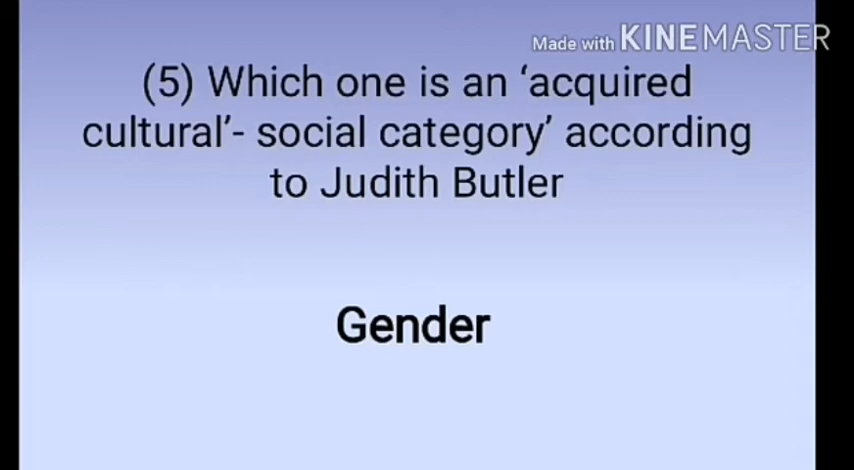 Made with KINEMASTER
(5) Which one is an ‘acquired
cultural’- social category’ according
to Judith Butler
Gender